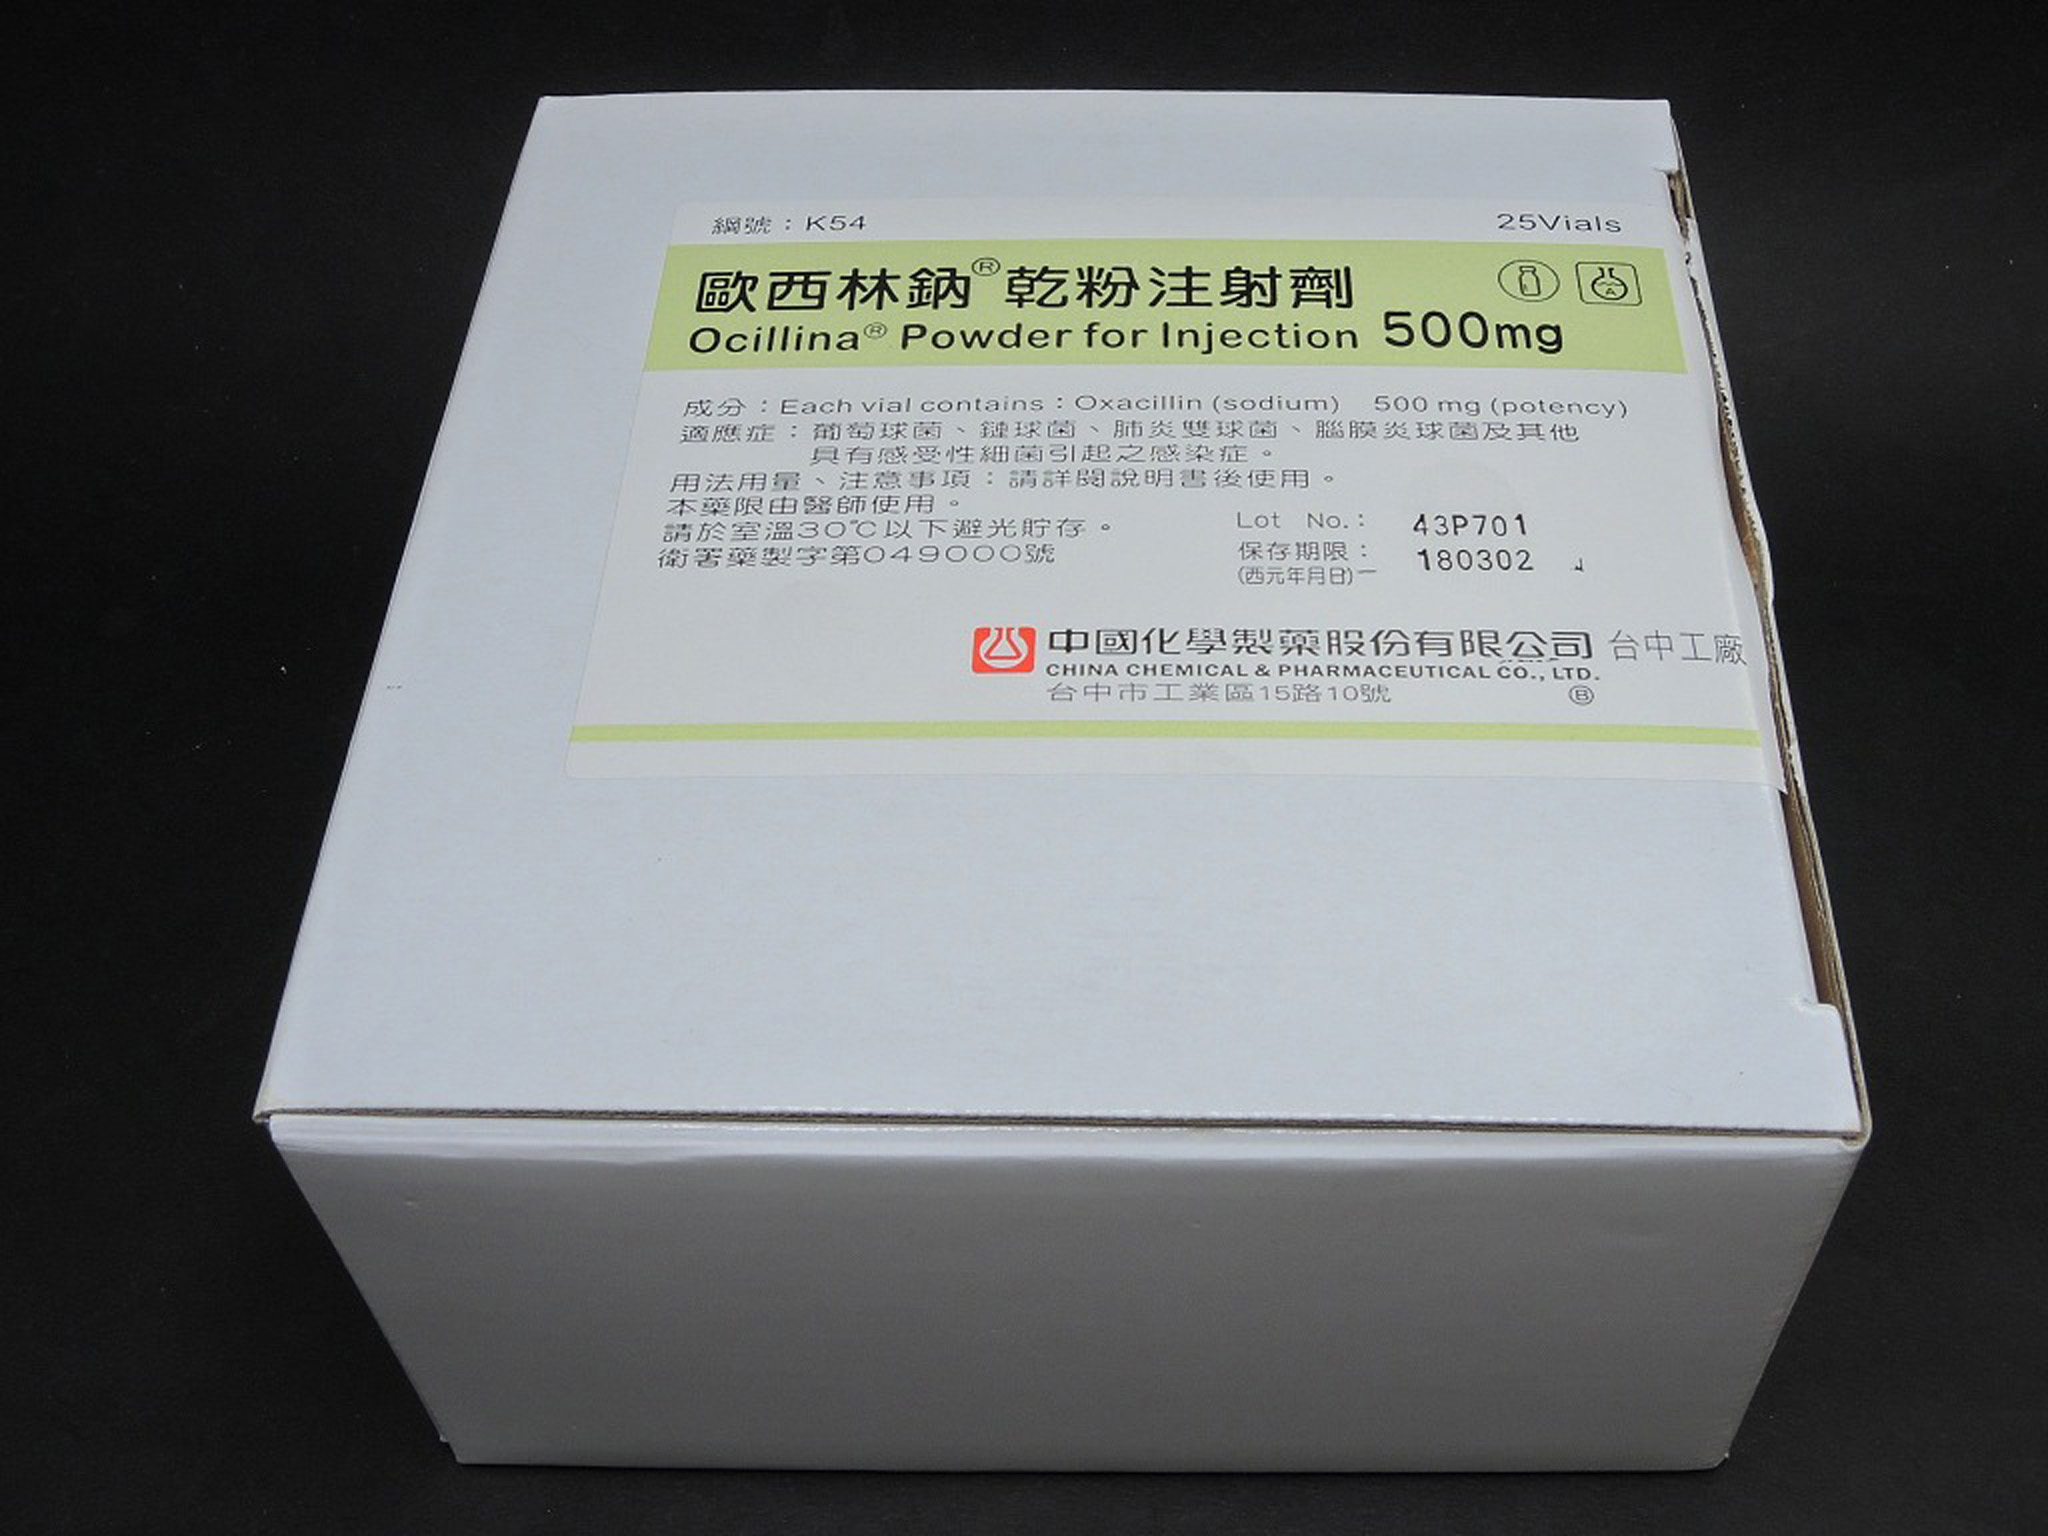 編號：K54
25Vials
歐西林鈉®乾粉注射劑
Ocillina® Powder for Injection 500mg
成分：Each vial contains：Oxacillin (sodium) 500 mg (potency)
適應症：葡萄球菌、鏈球菌、肺炎雙球菌、腦膜炎球菌及其他
具有感受性細菌引起之感染症。
用法用量、注意事項：請詳閱說明書後使用。
本藥限由醫師使用。
請於室溫30℃以下避光貯存。
衛署藥製字第049000號
Lot No.： 43P701
保存期限： 180302
(西元年月日)
中國化學製藥股份有限公司 台中工廠
CHINA CHEMICAL & PHARMACEUTICAL CO., LTD.
台中市工業區15路10號 Ⓑ